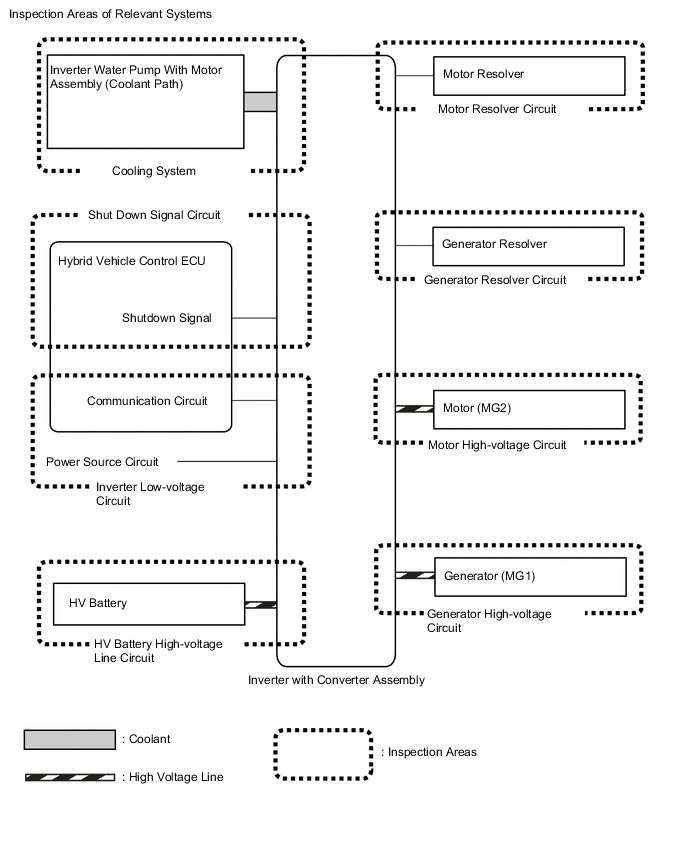 Inspection Areas of Relevant Systems
Inverter Water Pump With Motor
Assembly (Coolant Path)
Cooling System
Shut Down Signal Circuit
Hybrid Vehicle Control ECU
Shutdown Signal
Communication Circuit
Power Source Circuit
Inverter Low-voltage
Circuit
HV Battery
HV Battery High-voltage
Line Circuit
Motor Resolver
Motor Resolver Circuit
Generator Resolver
Generator Resolver Circuit
Motor (MG2)
Motor High-voltage Circuit
Generator (MG1)
Generator High-voltage
Circuit
Inverter with Converter Assembly
: Coolant
: High Voltage Line
: Inspection Areas